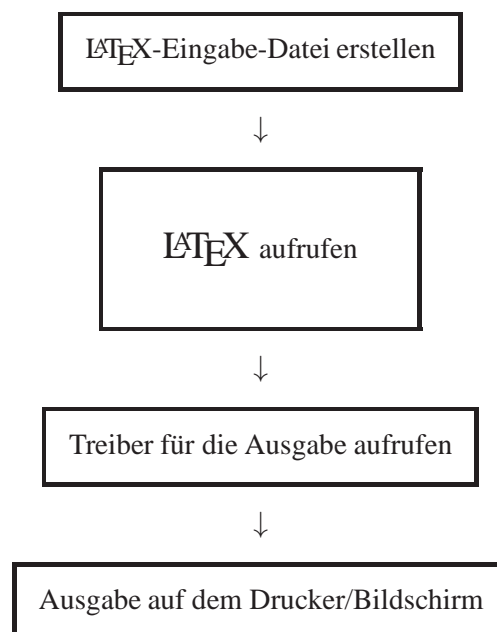 LATEX-Eingabe-Datei erstellen
↓
LATEX aufrufen
↓
Treiber für die Ausgabe aufrufen
↓
Ausgabe auf dem Drucker/Bildschirm